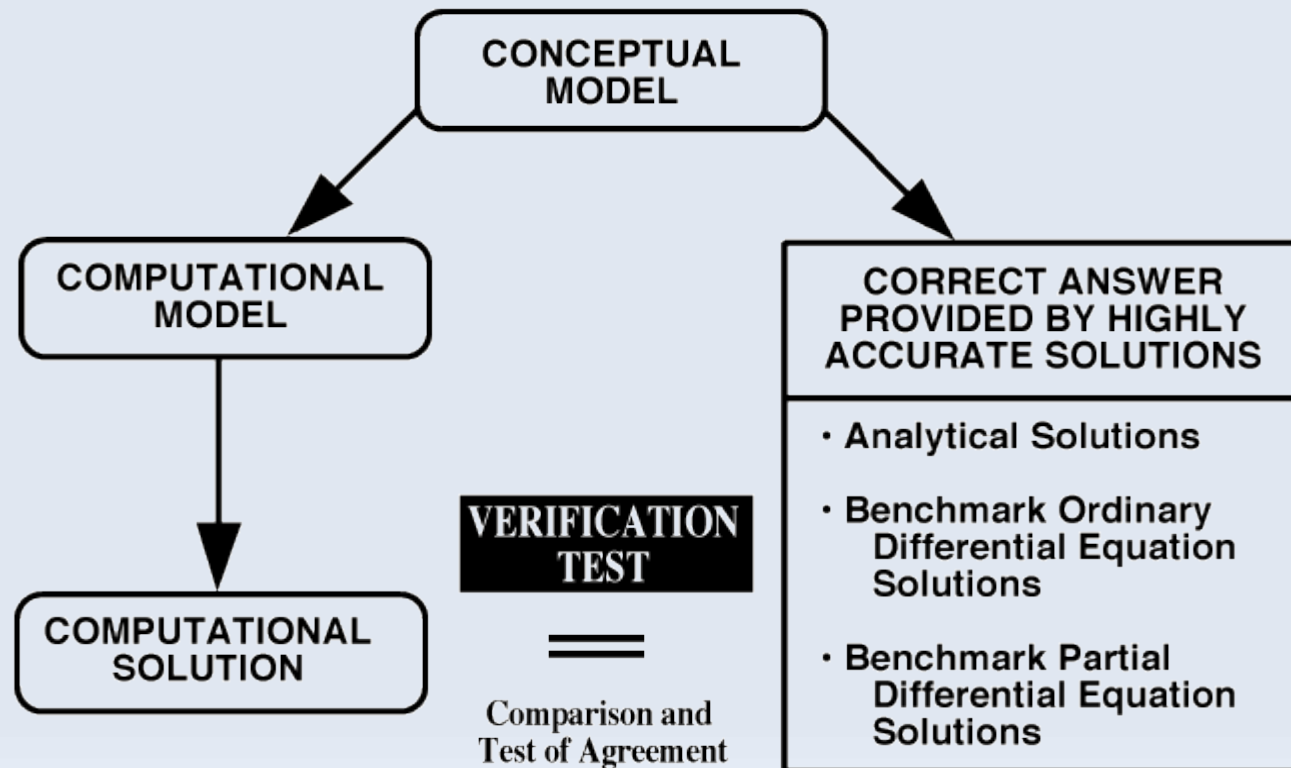 CONCEPTUAL
MODEL
COMPUTATIONAL
MODEL
COMPUTATIONAL
SOLUTION
VERIFICATION
TEST
Comparison and
Test of Agreement
CORRECT ANSWER
PROVIDED BY HIGHLY
ACCURATE SOLUTIONS
· Analytical Solutions
· Benchmark Ordinary
Differential Equation
Solutions
· Benchmark Partial
Differential Equation
Solutions